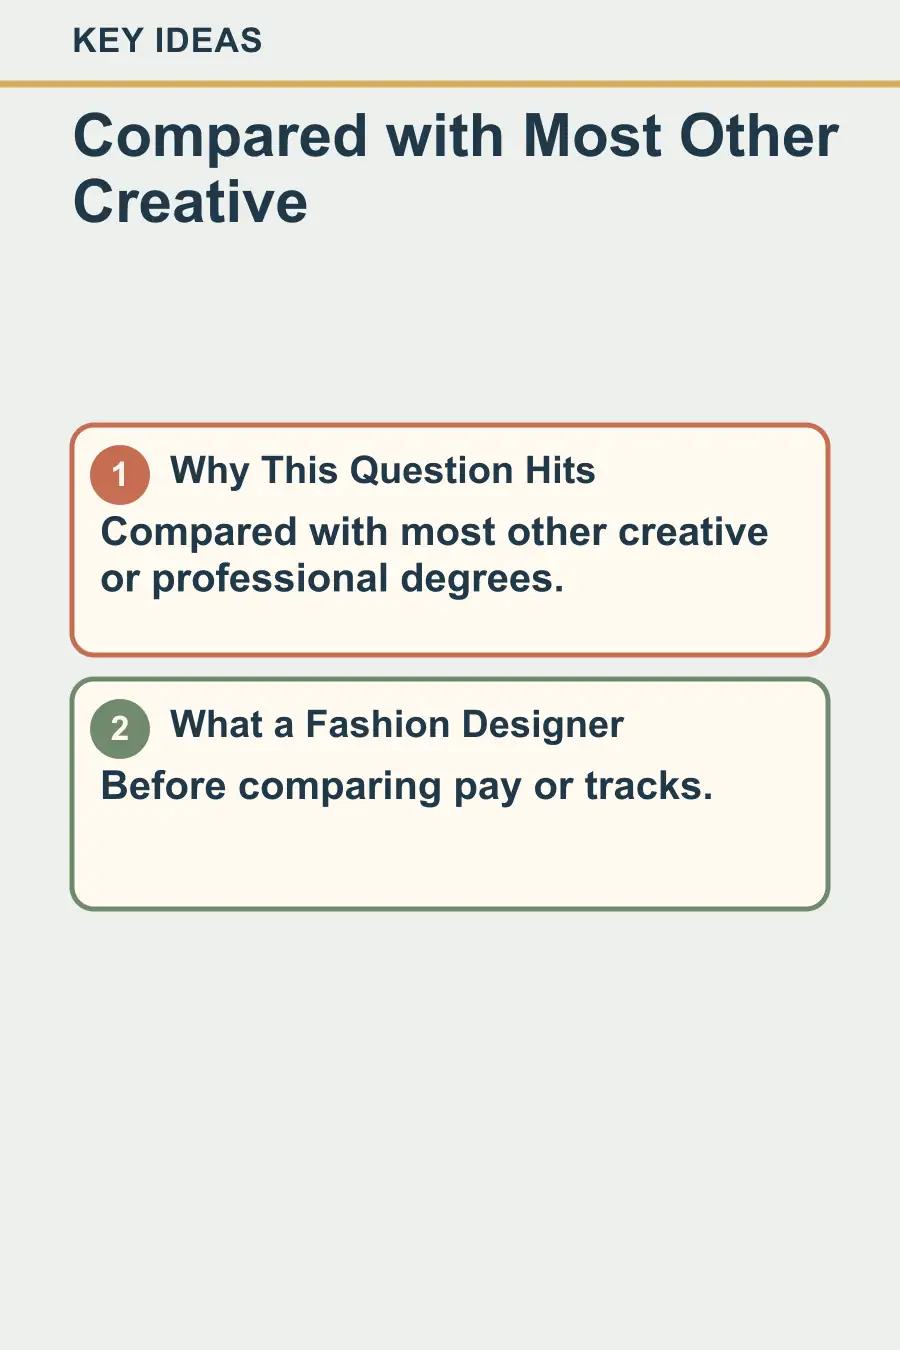 KEY IDEAS
Compared with Most Other
Creative
1 Why This Question Hits
Compared with most other creative
or professional degrees.
2 What a Fashion Designer
Before comparing pay or tracks.